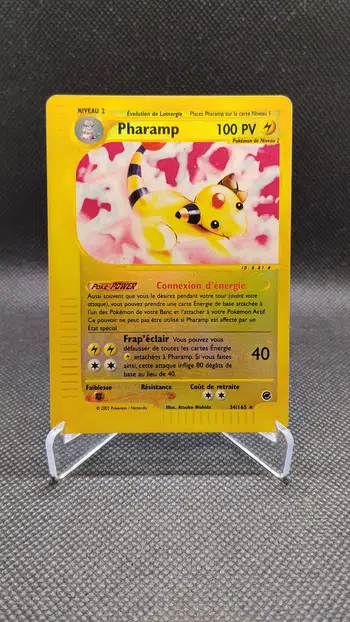 NIVEAU 2
Évolution de Lainergie
Placez Pharamp sur la carte Niveau 1
Pharamp
100 PV
Pokémon de Niveau 2
Poké-POWER
Connexion d'énergie
Aussi souvent que vous le désirez pendant votre tour (avant votre
attaque), vous pouvez prendre une carte Énergie de base attachée à
l'un des Pokémon de votre Banc et l'attacher à votre Pokémon Actif.
Ce pouvoir ne peut pas être utilisé si Pharamp est affecté par un
État spécial.
Frap'éclair Vous pouvez vous
défausser de toutes les cartes Énergie
attachées à Pharamp. Si vous faites
ainsi, cette attaque inflige 80 dégâts
de base au lieu de 40.
40
Faiblesse
Résistance
Coût de retraite
© 2002 Pokémon / Nintendo.
Illus. Atsuko Nishida
34/165